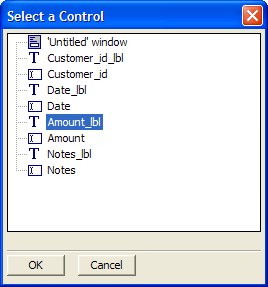 Select a Control
'Untitled' window
Customer_id_lbl
Customer_id
Date_lbl
Date
Amount_lbl
Amount
Notes_lbl
Notes
OK Cancel